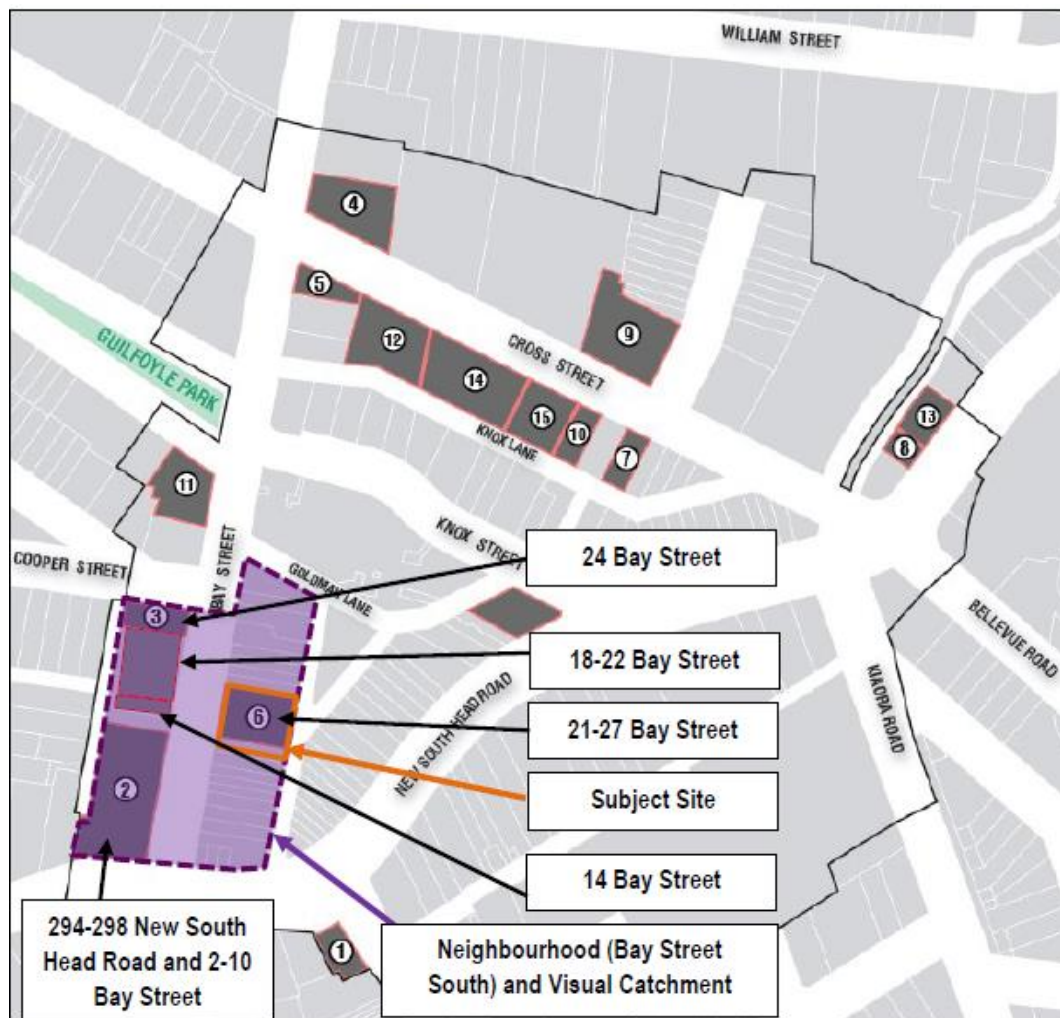 WILLIAM STREET
4
5
GUILFOYLE PARK
12
CROSS STREET
9
14
15
10
7
KNOX LANE
13
8
11
KNOX STREET
COOPER STREET
BAY STREET
GOLDMAN LANE
24 Bay Street
3
BELLEVUE ROAD
18-22 Bay Street
KIAORA ROAD
6
21-27 Bay Street
NEW SOUTH HEAD ROAD
2
Subject Site
14 Bay Street
294-298 New South
Head Road and 2-10
Bay Street
1
Neighbourhood (Bay Street
South) and Visual Catchment